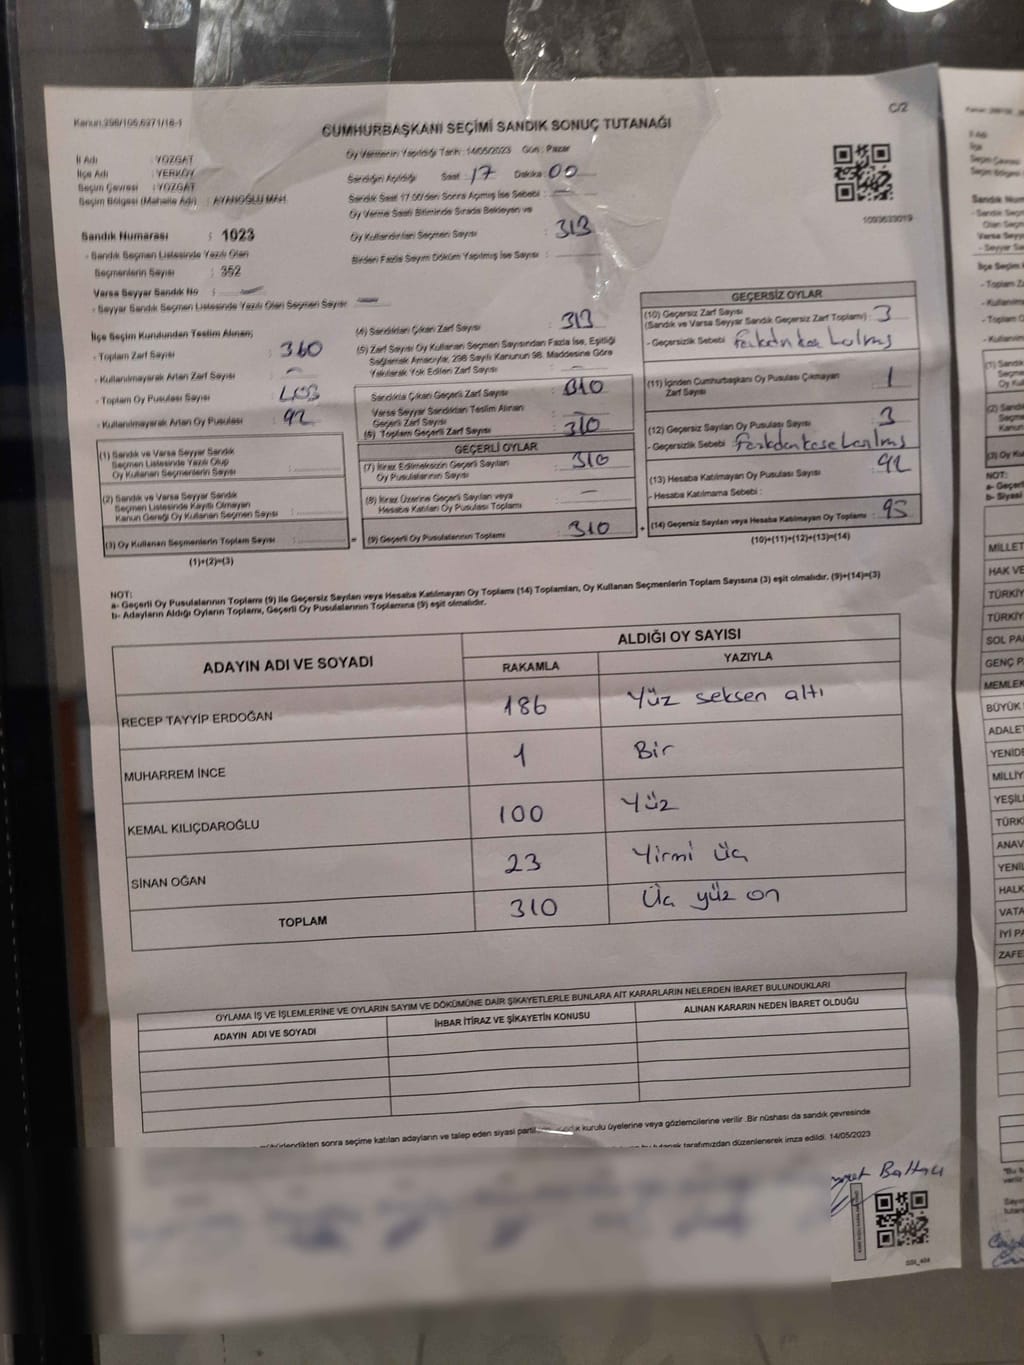 Kanun:298/105,6271/18-1
C/2
CUMHURBAŞKANI SEÇİMİ SANDIK SONUÇ TUTANAĞI
Oy Vermenin Yapıldığı Tarih: 14/05/2023 Gün : Pazar
İl Adı : YOZGAT
İlçe Adı : YERKÖY
Seçim Çevresi : YOZGAT
Seçim Bölgesi (Mahalle Adı) : AYANOĞLU MAH.
Sandığın Açıldığı Saat : 17 Dakika : 00
Sandık Saat 17.00'den Sonra Açılmış İse Sebebi :
Oy Verme Saati Bitiminde Sırada Bekleyen ve
Oy Kullandırılan Seçmen Sayısı : 313
Birden Fazla Sayım Döküm Yapılmış İse Sayısı :
1093633019
Sandık Numarası : 1023
- Sandık Seçmen Listesinde Yazılı Olan
Seçmenlerin Sayısı : 352
Varsa Seyyar Sandık No :
- Seyyar Sandık Seçmen Listesinde Yazılı Olan Seçmen Sayısı:
İlçe Seçim Kurulundan Teslim Alınan;
- Toplam Zarf Sayısı : 360
- Kullanılmayarak Artan Zarf Sayısı : -
- Toplam Oy Pusulası Sayısı : 403
- Kullanılmayarak Artan Oy Pusulası : 92
(1) Sandık ve Varsa Seyyar Sandık
Seçmen Listesinde Yazılı Olup
Oy Kullanan Seçmenlerin Sayısı :
(2) Sandık ve Varsa Seyyar Sandık
Seçmen Listesinde Kayıtlı Olmayan
Kanun Gereği Oy Kullanan Seçmen Sayısı :
(3) Oy Kullanan Seçmenlerin Toplam Sayısı :
(1)+(2)=(3)
(4) Sandıktan Çıkan Zarf Sayısı : 313
(5) Zarf Sayısı Oy Kullanan Seçmen Sayısından Fazla İse, Eşitliği
Sağlamak Amacıyla, 298 Sayılı Kanunun 98. Maddesine Göre
Yakılarak Yok Edilen Zarf Sayısı : -
Sandıkta Çıkan Geçerli Zarf Sayısı : 310
Varsa Seyyar Sandıktan Teslim Alınan
Geçerli Zarf Sayısı : -
(6) Toplam Geçerli Zarf Sayısı : 310
GEÇERLİ OYLAR
(7) İtiraz Edilmeksizin Geçerli Sayılan
Oy Pusulalarının Sayısı : 310
(8) İtiraz Üzerine Geçerli Sayılan veya
Hesaba Katılan Oy Pusulası Toplamı : -
= (9) Geçerli Oy Pusulalarının Toplamı : 310
GEÇERSİZ OYLAR
(10) Geçersiz Zarf Sayısı
(Sandık ve Varsa Seyyar Sandık Geçersiz Zarf Toplamı) : 3
- Geçersizlik Sebebi :
(11) İçinden Cumhurbaşkanı Oy Pusulası Çıkmayan
Zarf Sayısı : 1
(12) Geçersiz Sayılan Oy Pusulası Sayısı : 3
- Geçersizlik Sebebi :
(13) Hesaba Katılmayan Oy Pusulası Sayısı : 92
- Hesaba Katılmama Sebebi :
+ (14) Geçersiz Sayılan veya Hesaba Katılmayan Oy Toplamı : 95
(10)+(11)+(12)+(13)=(14)
NOT:
a- Geçerli Oy Pusulalarının Toplamı (9) ile Geçersiz Sayılan veya Hesaba Katılmayan Oy Toplamı (14) Toplamları, Oy Kullanan Seçmenlerin Toplam Sayısına (3) eşit olmalıdır. (9)+(14)=(3)
b- Adayların Aldığı Oyların Toplamı, Geçerli Oy Pusulalarının Toplamına (9) eşit olmalıdır.
ADAYIN ADI VE SOYADI
ALDIĞI OY SAYISI
RAKAMLA YAZIYLA
RECEP TAYYİP ERDOĞAN 186 Yüz seksen altı
MUHARREM İNCE 1 Bir
KEMAL KILIÇDAROĞLU 100 Yüz
SİNAN OĞAN 23 Yirmi üç
TOPLAM 310 Üç yüz on
OYLAMA İŞ VE İŞLEMLERİNE VE OYLARIN SAYIM VE DÖKÜMÜNE DAİR ŞİKAYETLERLE BUNLARA AİT KARARLARIN NELERDEN İBARET BULUNDUKLARI
ADAYIN ADI VE SOYADI İHBAR İTİRAZ VE ŞİKAYETİN KONUSU ALINAN KARARIN NEDEN İBARET OLDUĞU
sonra seçime katılan adayların ve talep eden siyasi kurulu üyelerine veya gözlemcilerine verilir .Bir nüshası da sandık çevresinde
tutanak tarafımızdan düzenlenerek imza edildi. 14/05/2023
MİLLET
HAK VE
TÜRKİY
TÜRKİY
SOL PA
GENÇ P
MEMLEK
BÜYÜK
ADALET
YENİDE
MİLLİY
YEŞİL
TÜRK
ANAV
YENİL
HALK
VATA
İYİ PA
ZAFE